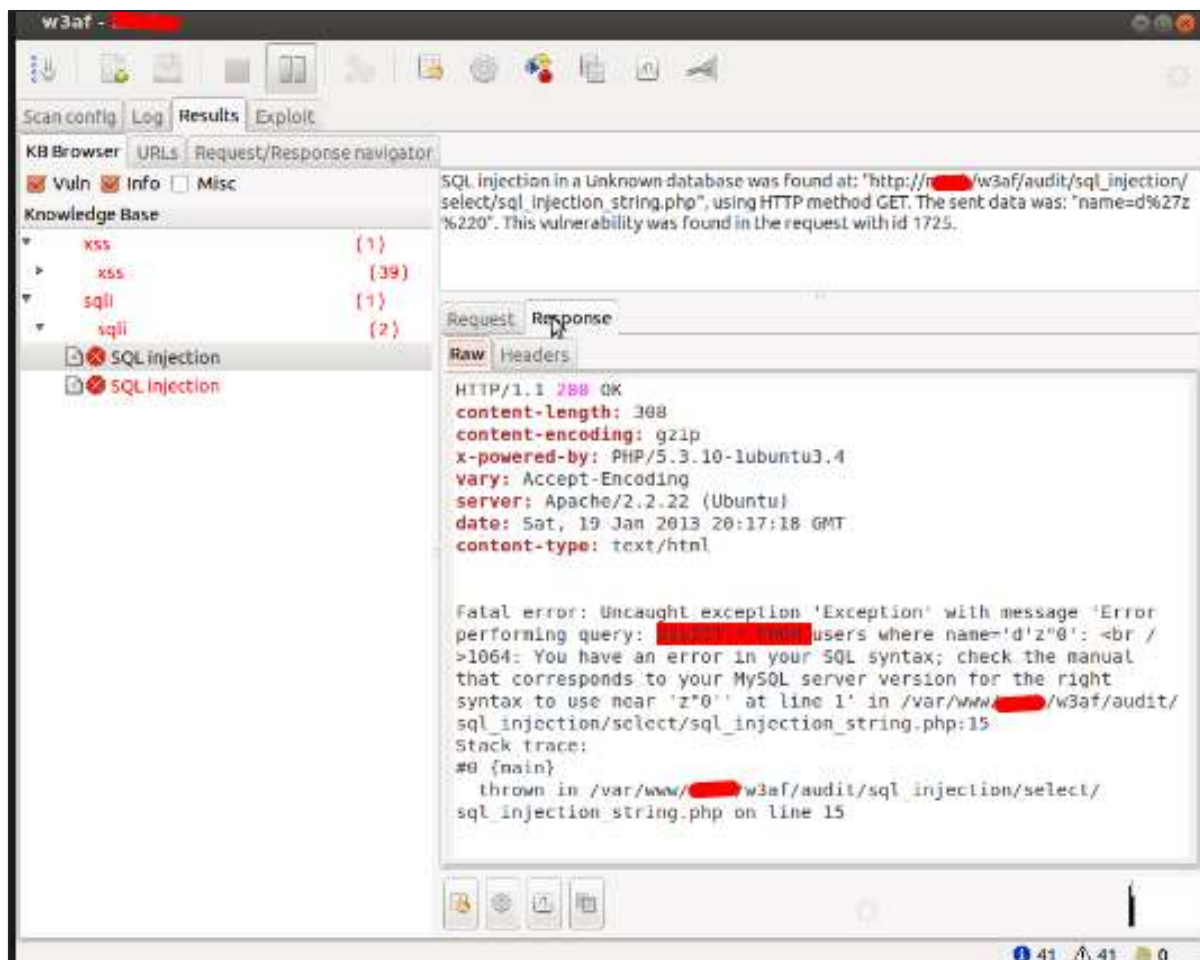 w3af -
Scan config Log Results Exploit
KB Browser URLs Request/Response navigator
Vuln Info Misc
Knowledge Base
xss (1)
xss (39)
sqli (1)
sqli (2)
SQL injection
SQL injection
SQL injection in a Unknown database was found at: "http:// /w3af/audit/sql_injection/
select/sql_injection_string.php", using HTTP method GET. The sent data was: "name=d%27z
%220". This vulnerability was found in the request with id 1725.
Request Response
Raw Headers
HTTP/1.1 200 OK
content-length: 308
content-encoding: gzip
x-powered-by: PHP/5.3.10-1ubuntu3.4
vary: Accept-Encoding
server: Apache/2.2.22 (Ubuntu)
date: Sat, 19 Jan 2013 20:17:18 GMT
content-type: text/html
Fatal error: Uncaught exception 'Exception' with message 'Error
performing query: users where name='d'z"0': <br /
>1064: You have an error in your SQL syntax; check the manual
that corresponds to your MySQL server version for the right
syntax to use near 'z"0'' at line 1' in /var/www/ /w3af/audit/
sql_injection/select/sql_injection_string.php:15
Stack trace:
#0 {main}
thrown in /var/www/ w3af/audit/sql_injection/select/
sql_injection_string.php on line 15
41 41 0